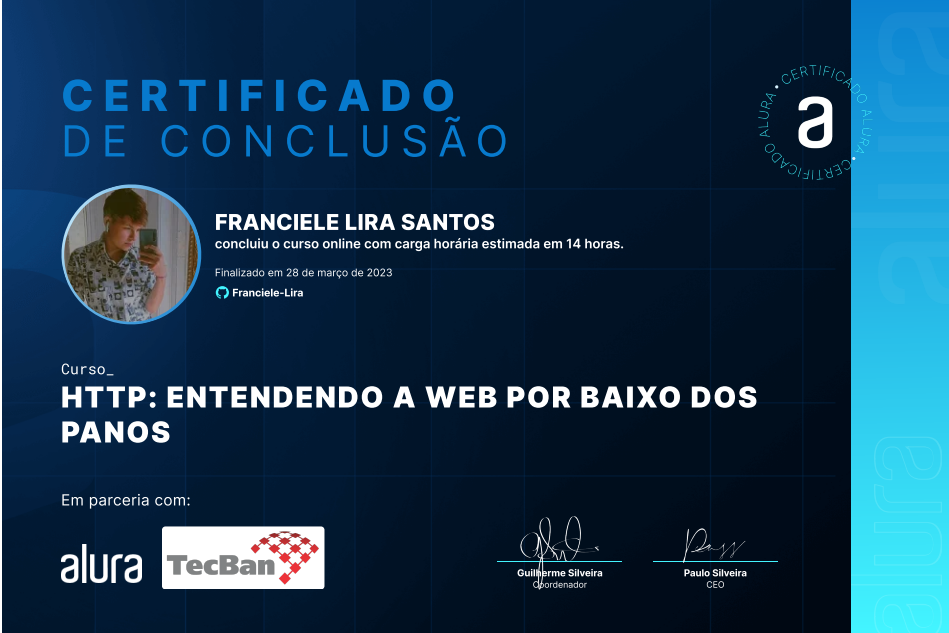 CERTIFICADO
DE CONCLUSÃO
CERTIFICADO ALURA • CERTIFICADO ALURA •
a
FRANCIELE LIRA SANTOS
concluiu o curso online com carga horária estimada em 14 horas.
Finalizado em 28 de março de 2023
Franciele-Lira
Curso_
HTTP: ENTENDENDO A WEB POR BAIXO DOS
PANOS
Em parceria com:
alura
TecBan
Guilherme Silveira
Coordenador
Paulo Silveira
CEO
alura
alura